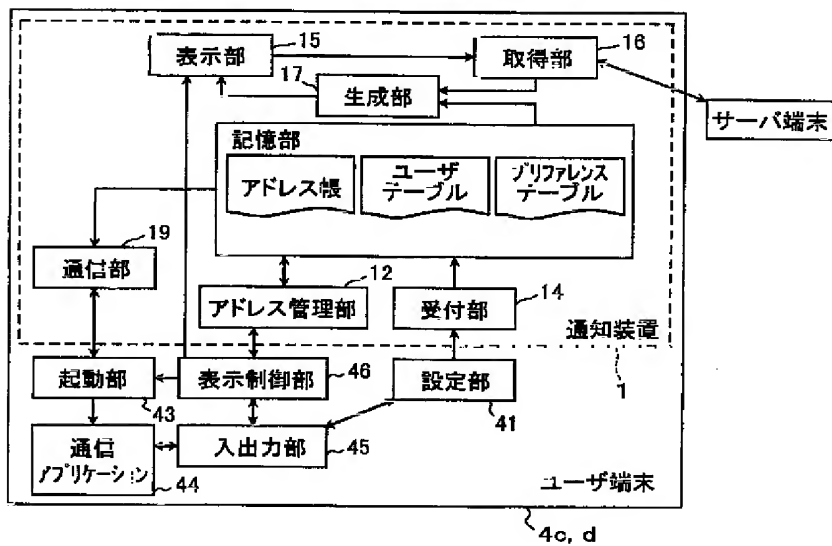 表示部
15
取得部
16
17
生成部
サーバ端末
記憶部
アドレス帳
ユーザ
テーブル
プリファレンス
テーブル
19
通信部
12
アドレス管理部
14
受付部
通知装置
1
起動部
43
表示制御部
46
設定部
41
通信
アプリケーション
44
入出力部
45
ユーザ端末
4c, d